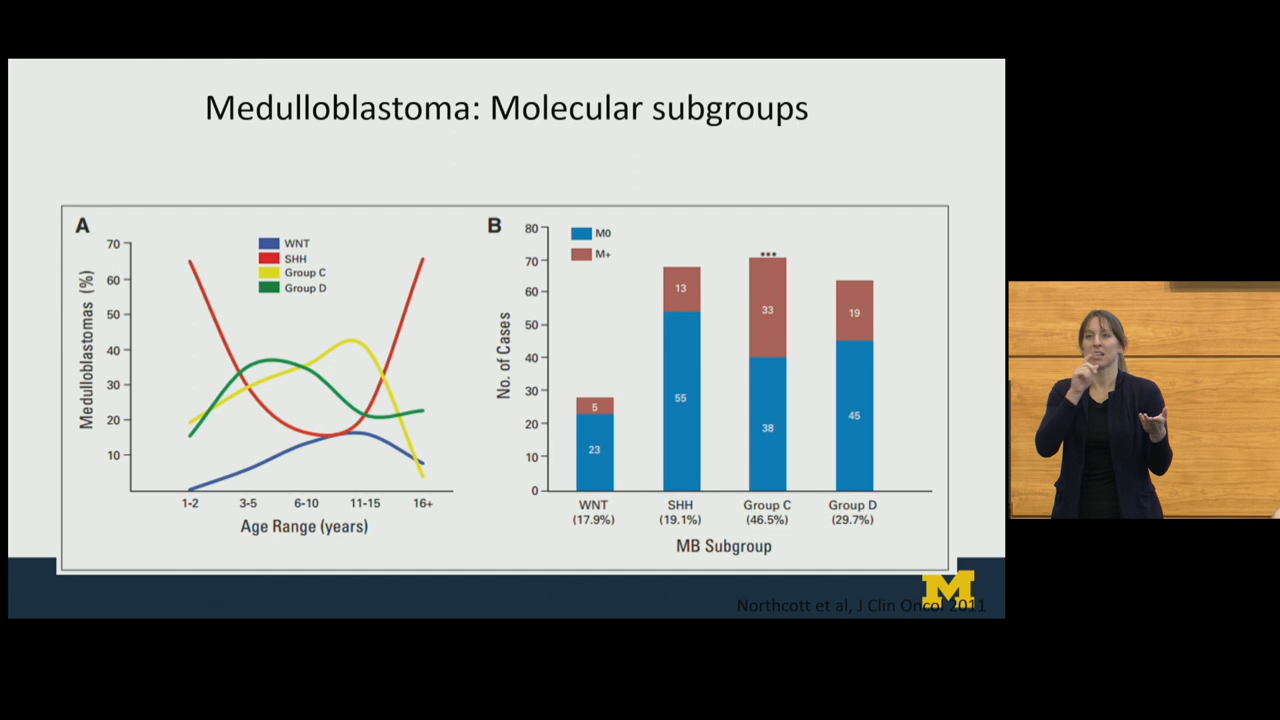 Medulloblastoma: Molecular subgroups
A
Medulloblastomas (%)
70
60
50
40
30
20
10
WNT
SHH
Group C
Group D
1-2 3-5 6-10 11-15 16+
Age Range (years)
B
No. of Cases
80
70
60
50
40
30
20
10
0
M0
M+
***
5
23
13
55
33
38
19
45
WNT SHH Group C Group D
(17.9%) (19.1%) (46.5%) (29.7%)
MB Subgroup
M
Northcott et al, J Clin Oncol 2011